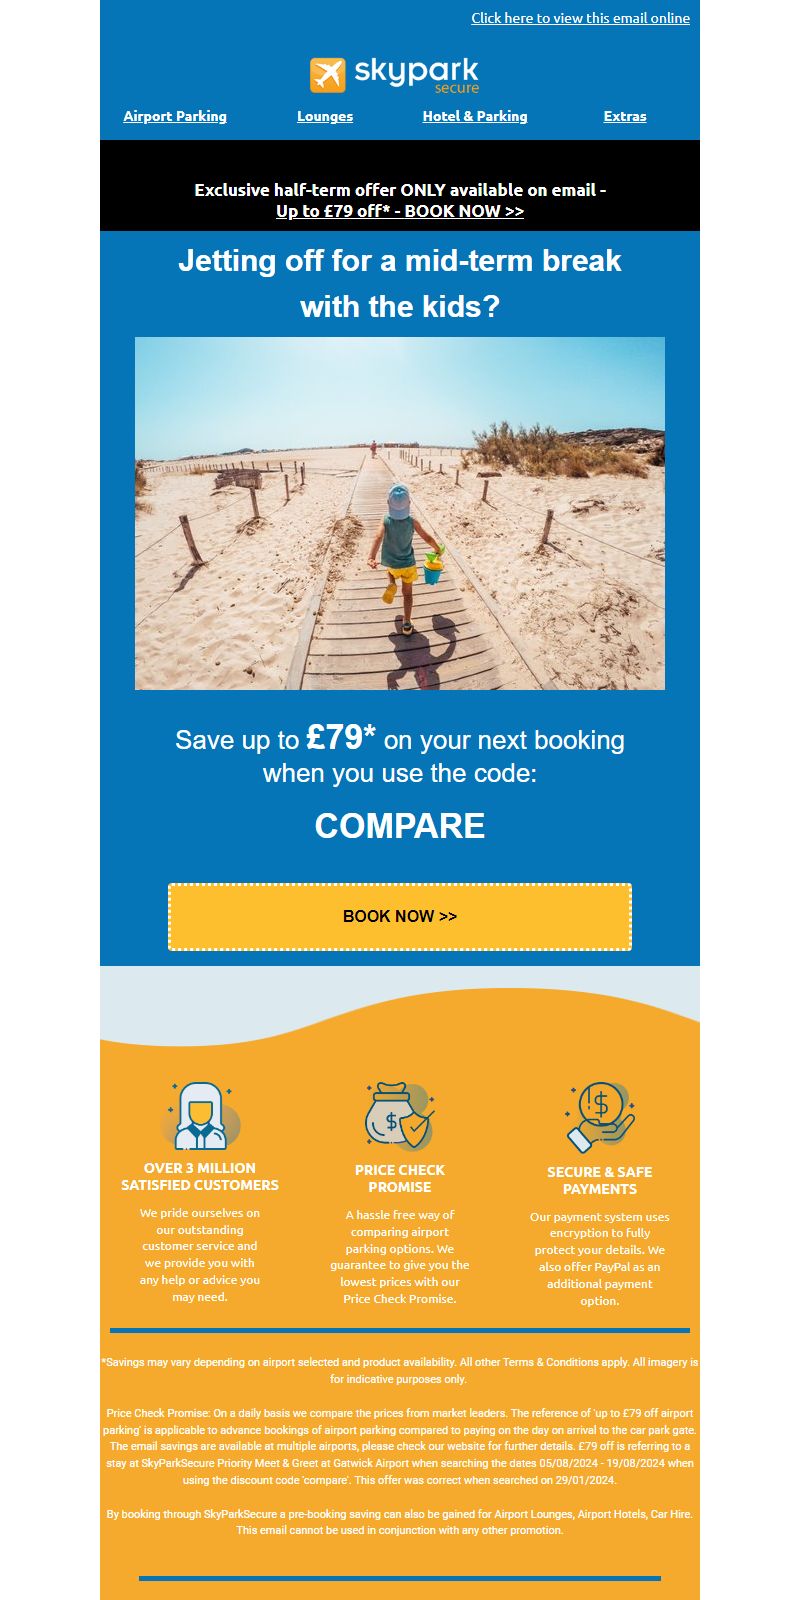 Click here to view this email online
skypark
secure
Airport Parking
Lounges
Hotel & Parking
Extras
Exclusive half-term offer ONLY available on email -
Up to £79 off* - BOOK NOW >>
Jetting off for a mid-term break
with the kids?
Save up to £79* on your next booking
when you use the code:
COMPARE
BOOK NOW >>
OVER 3 MILLION
SATISFIED CUSTOMERS
We pride ourselves on
our outstanding
customer service and
we provide you with
any help or advice you
may need.
PRICE CHECK
PROMISE
A hassle free way of
comparing airport
parking options. We
guarantee to give you the
lowest prices with our
Price Check Promise.
SECURE & SAFE
PAYMENTS
Our payment system uses
encryption to fully
protect your details. We
also offer PayPal as an
additional payment
option.
*Savings may vary depending on airport selected and product availability. All other Terms & Conditions apply. All imagery is
for indicative purposes only.
Price Check Promise: On a daily basis we compare the prices from market leaders. The reference of 'up to £79 off airport
parking' is applicable to advance bookings of airport parking compared to paying on the day on arrival to the car park gate.
The email savings are available at multiple airports, please check our website for further details. £79 off is referring to a
stay at SkyParkSecure Priority Meet & Greet at Gatwick Airport when searching the dates 05/08/2024 - 19/08/2024 when
using the discount code 'compare'. This offer was correct when searched on 29/01/2024.
By booking through SkyParkSecure a pre-booking saving can also be gained for Airport Lounges, Airport Hotels, Car Hire.
This email cannot be used in conjunction with any other promotion.